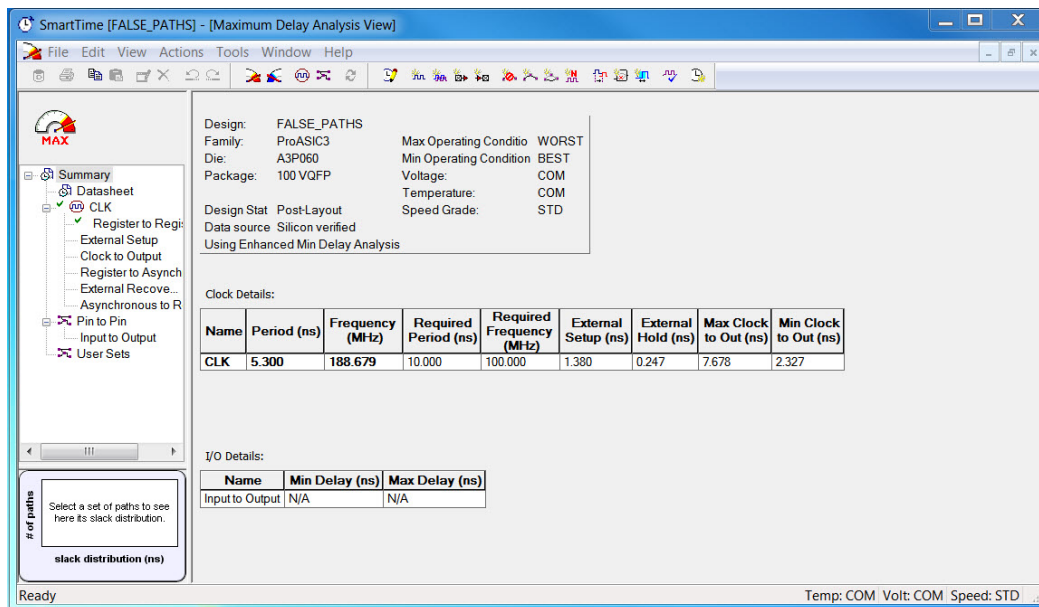 SmartTime [FALSE_PATHS] - [Maximum Delay Analysis View]
File Edit View Actions Tools Window Help
MAX
Summary
Datasheet
CLK
Register to Regi
External Setup
Clock to Output
Register to Asynch
External Recove...
Asynchronous to R
Pin to Pin
Input to Output
User Sets
Design: FALSE_PATHS
Family: ProASIC3 Max Operating Conditio WORST
Die: A3P060 Min Operating Condition BEST
Package: 100 VQFP Voltage: COM
Temperature: COM
Design Stat Post-Layout Speed Grade: STD
Data source Silicon verified
Using Enhanced Min Delay Analysis
Clock Details:
Name Period (ns) Frequency (MHz) Required Period (ns) Required Frequency (MHz) External Setup (ns) External Hold (ns) Max Clock to Out (ns) Min Clock to Out (ns)
CLK 5.300 188.679 10.000 100.000 1.380 0.247 7.678 2.327
I/O Details:
Name Min Delay (ns) Max Delay (ns)
Input to Output N/A N/A
# of paths
Select a set of paths to see
here its slack distribution.
slack distribution (ns)
Ready Temp: COM Volt: COM Speed: STD